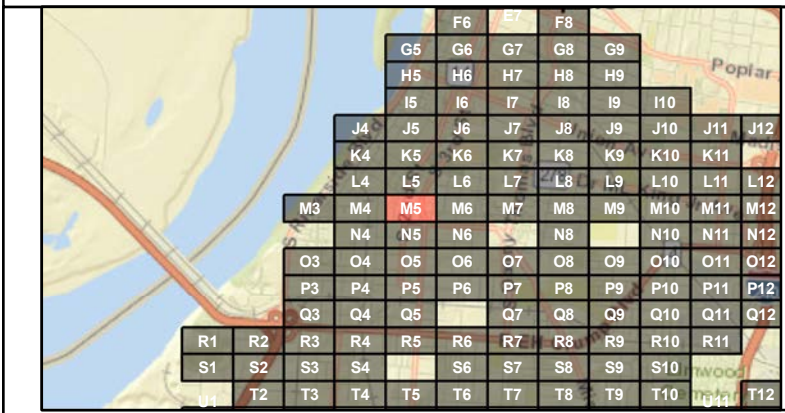 F6 E7 F8
G5 G6 G7 G8 G9
H5 H6 H7 H8 H9
Poplar
I5 I6 I7 I8 I9 I10
J4 J5 J6 J7 J8 J9 J10 J11 J12
K4 K5 K6 K7 K8 K9 K10 K11
L4 L5 L6 L7 L8 L9 L10 L11 L12
M3 M4 M5 M6 M7 M8 M9 M10 M11 M12
N4 N5 N6 N8 N10 N11 N12
O3 O4 O5 O6 O7 O8 O9 O10 O11 O12
P3 P4 P5 P6 P7 P8 P9 P10 P11 P12
Q3 Q4 Q5 Q7 Q8 Q9 Q10 Q11 Q12
R1 R2 R3 R4 R5 R6 R7 R8 R9 R10 R11
S1 S2 S3 S4 S6 S7 S8 S9 S10
U1 T2 T3 T4 T5 T6 T7 T8 T9 T10 U11 T12
S Riverside Blvd
S 3rd St
Union Av